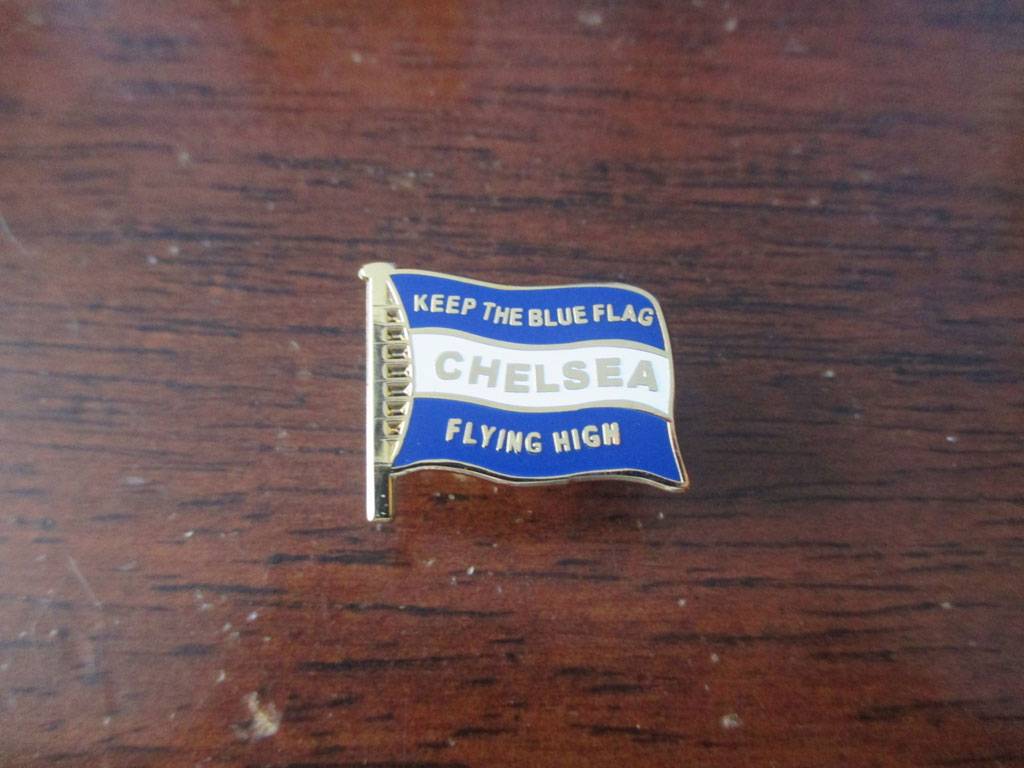 KEEP THE BLUE FLAG
CHELSEA
FLYING HIGH